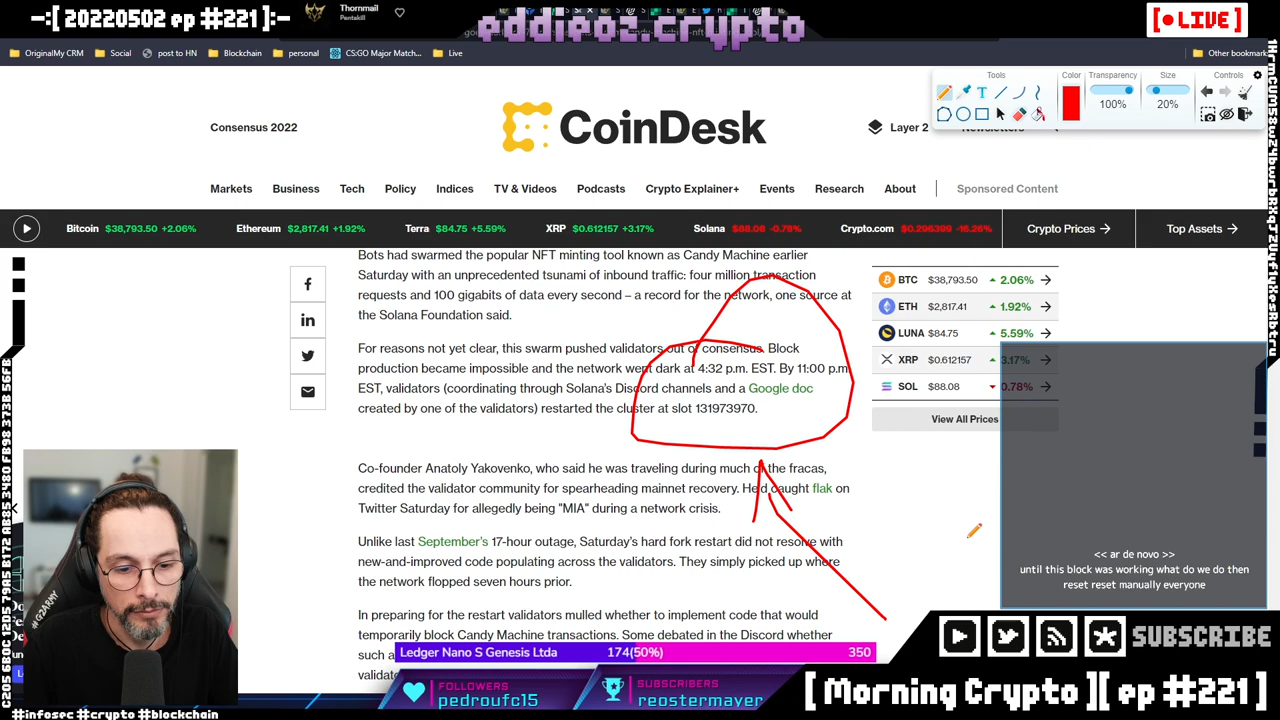 -:[ 20220502 ep #221 ]:-
Thornmail
Pentakill
eddieoz.crypto
[ LIVE ]
OriginalMy CRM
Social
post to HN
Blockchain
personal
CS:GO Major Match...
Live
Other bookmark
Tools
Color
Transparency
Size
Controls
100%
20%
Consensus 2022
CoinDesk
Layer 2
Newsletters
Markets
Business
Tech
Policy
Indices
TV & Videos
Podcasts
Crypto Explainer+
Events
Research
About
Sponsored Content
Bitcoin $38,793.50 +2.06%
Ethereum $2,817.41 +1.92%
Terra $84.75 +5.59%
XRP $0.612157 +3.17%
Solana $88.08 -0.78%
Crypto.com $0.296399 -16.26%
Crypto Prices
Top Assets
Bots had swarmed the popular NFT minting tool known as Candy Machine earlier
Saturday with an unprecedented tsunami of inbound traffic: four million transaction
requests and 100 gigabits of data every second – a record for the network, one source at
the Solana Foundation said.
For reasons not yet clear, this swarm pushed validators out of consensus. Block
production became impossible and the network went dark at 4:32 p.m. EST. By 11:00 p.m.
EST, validators (coordinating through Solana's Discord channels and a Google doc
created by one of the validators) restarted the cluster at slot 131973970.
Co-founder Anatoly Yakovenko, who said he was traveling during much of the fracas,
credited the validator community for spearheading mainnet recovery. He'd caught flak on
Twitter Saturday for allegedly being "MIA" during a network crisis.
Unlike last September's 17-hour outage, Saturday's hard fork restart did not resolve with
new-and-improved code populating across the validators. They simply picked up where
the network flopped seven hours prior.
In preparing for the restart validators mulled whether to implement code that would
temporarily block Candy Machine transactions. Some debated in the Discord whether
such a
validat
BTC $38,793.50 2.06%
ETH $2,817.41 1.92%
LUNA $84.75 5.59%
XRP $0.612157 3.17%
SOL $88.08 0.78%
View All Prices
<< ar de novo >>
until this block was working what do we do then
reset reset manually everyone
Ledger Nano S Genesis Ltda
174(50%)
350
FOLLOWERS
pedroufc15
SUBSCRIBERS
reostermayer
SUBSCRIBE
[ Morning Crypto ][ ep #221 ]
#infosec #crypto #blockchain